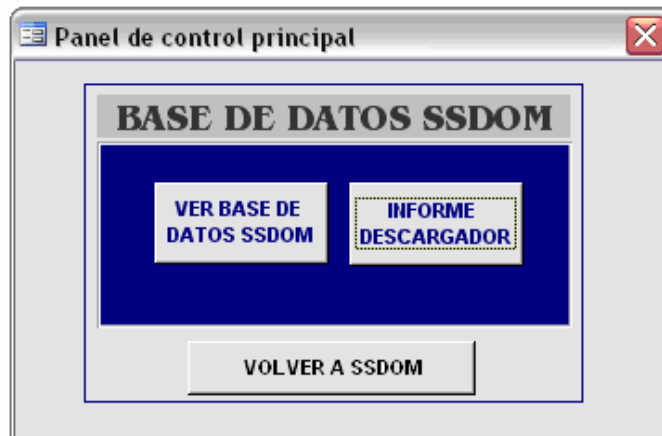 Panel de control principal
BASE DE DATOS SSDOM
VER BASE DE
DATOS SSDOM
INFORME
DESCARGADOR
VOLVER A SSDOM